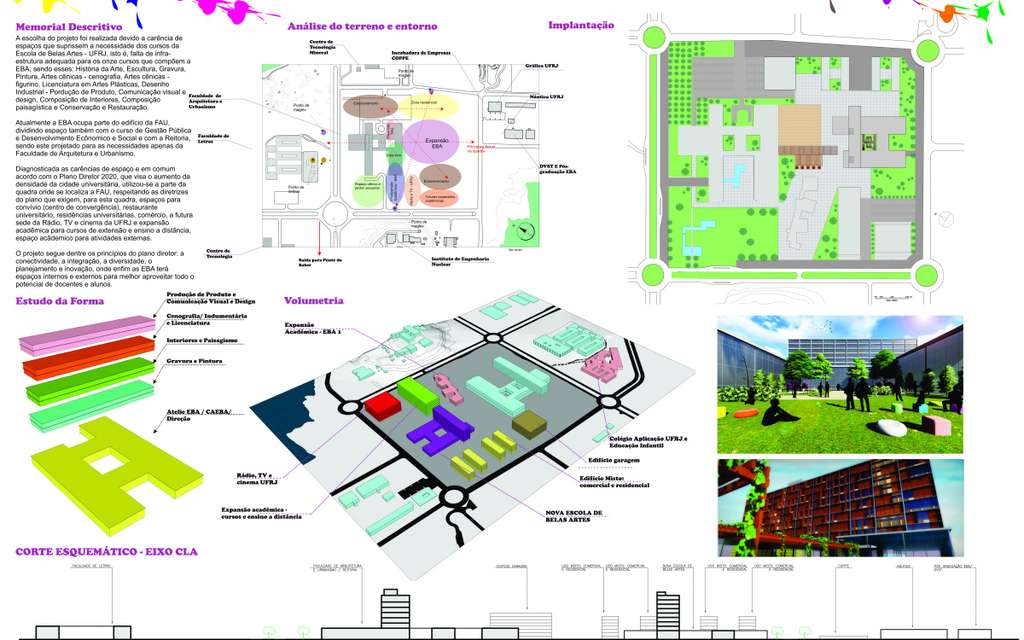 Memorial Descritivo
A escolha do projeto foi realizada devido a carência de
espaços que suprissem a necessidade dos cursos da
Escola de Belas Artes - UFRJ, isto é, falta de infra-
estrutura adequada para os onze cursos que compõem a
EBA, sendo esses: História da Arte, Escultura, Gravura,
Pintura, Artes cênicas - cenografia, Artes cênicas -
figurino, Licenciatura em Artes Plásticas, Desenho
Industrial - Pordução de Produto, Comunicação visual e
design, Composição de Interiores, Composição
paisagística e Conservação e Restauração.
Atualmente a EBA ocupa parte do edifício da FAU,
dividindo espaço também com o curso de Gestão Pública
e Desenvolvimento Ecônomico e Social e com a Reitoria,
sendo este projetado para as necessidades apenas da
Faculdade de Arquitetura e Urbanismo.
Diagnosticada as carências de espaço e em comum
acordo com o Plano Diretor 2020, que visa o aumento da
densidade da cidade universitária, utilizou-se a parte da
quadra onde se localiza a FAU, respeitando as diretrizes
do plano que exigem, para esta quadra, espaços para
convívio (centro de convergência), restaurante
universitário, residências universitárias, comércio, a futura
sede da Rádio, TV e cinema da UFRJ e expansão
acadêmica para cursos de extensão e ensino a distância,
espaço acâdemico para atividades externas.
O projeto segue dentre os princípios do plano diretor: a
conectividade, a integração, a diversidade, o
planejamento e inovação, onde enfim as EBA terá
espaços internos e externos para melhor aproveitar todo o
potencial de docentes e alunos.
Análise do terreno e entorno
Centro de
Tecnologia
Mineral
Incubadora de Empresas
COPPE
Gráfica UFRJ
Náutica UFRJ
Faculdade de
Arquitetura e
Urbanismo
Faculdade de
Letras
Expansão
EBA
DVST E Pós-
graduação EBA
Centro de
Tecnologia
Saída para Ponte do
Saber
Instituto de Engenharia
Nuclear
Implantação
Estudo da Forma
Produção de Produto e
Comunicação Visual e Design
Cenografia/ Indumentária
e Licenciatura
Interiores e Paisagismo
Gravura e Pintura
Atelie EBA / CAEBA/
Direção
Volumetria
Expansão
Acadêmica - EBA 1
Rádio, TV e
cinema UFRJ
Expansão acadêmica -
cursos e ensino a distância
Colégio Aplicação UFRJ e
Educação Infantil
Edifício garagem
Edifício Misto:
comercial e residencial
NOVA ESCOLA DE
BELAS ARTES
CORTE ESQUEMÁTICO - EIXO CLA
FACULDADE DE LETRAS